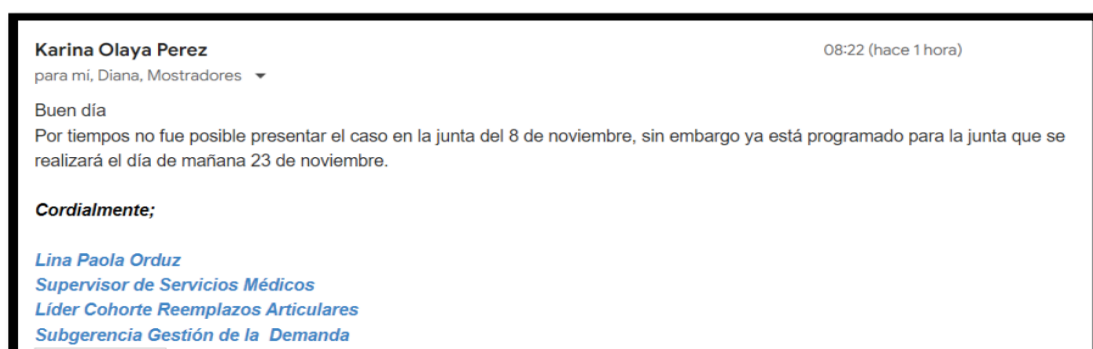 Karina Olaya Perez
08:22 (hace 1 hora)
para mi, Diana, Mostradores
Buen día
Por tiempos no fue posible presentar el caso en la junta del 8 de noviembre, sin embargo ya está programado para la junta que se
realizará el día de mañana 23 de noviembre.
Cordialmente;
Lina Paola Orduz
Supervisor de Servicios Médicos
Líder Cohorte Reemplazos Articulares
Subgerencia Gestión de la  Demanda